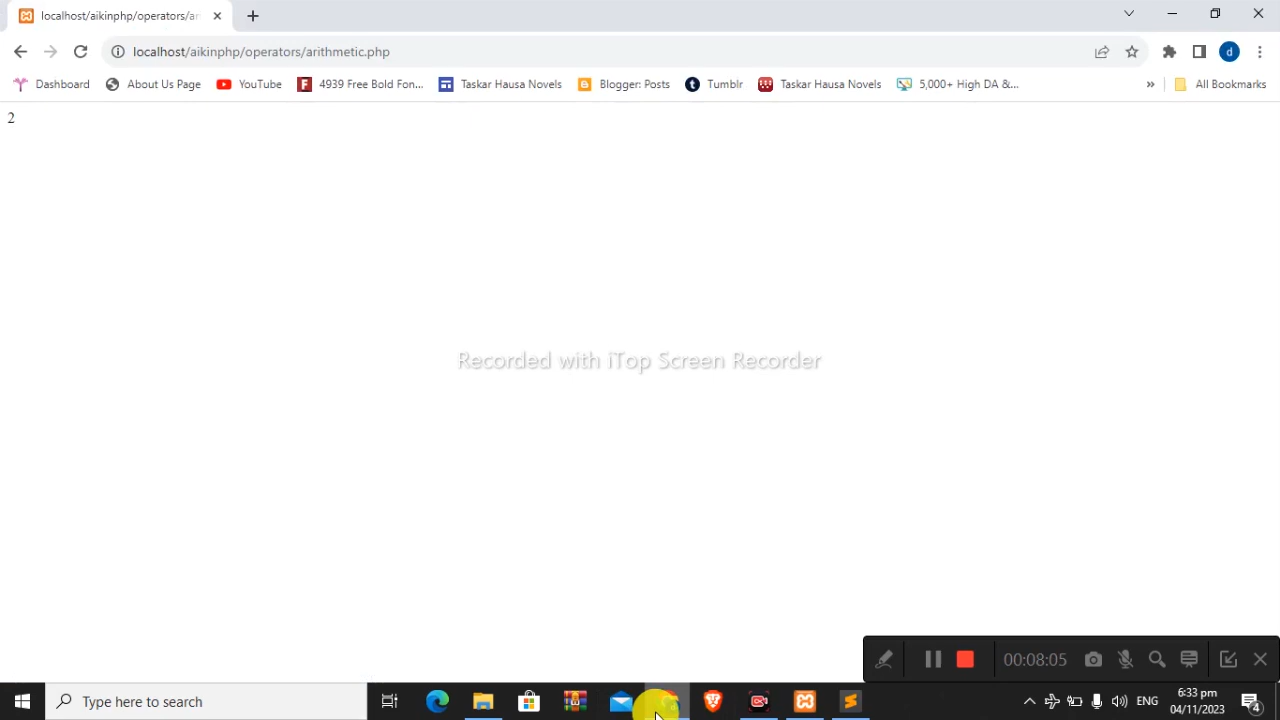 localhost/aikinphp/operators/ar
localhost/aikinphp/operators/arithmetic.php
d
Dashboard
About Us Page
YouTube
4939 Free Bold Fon...
Taskar Hausa Novels
Blogger: Posts
Tumblr
Taskar Hausa Novels
5,000+ High DA &...
»
All Bookmarks
2
Recorded with iTop Screen Recorder
00:08:05
Type here to search
ENG
6:33 pm
04/11/2023
4